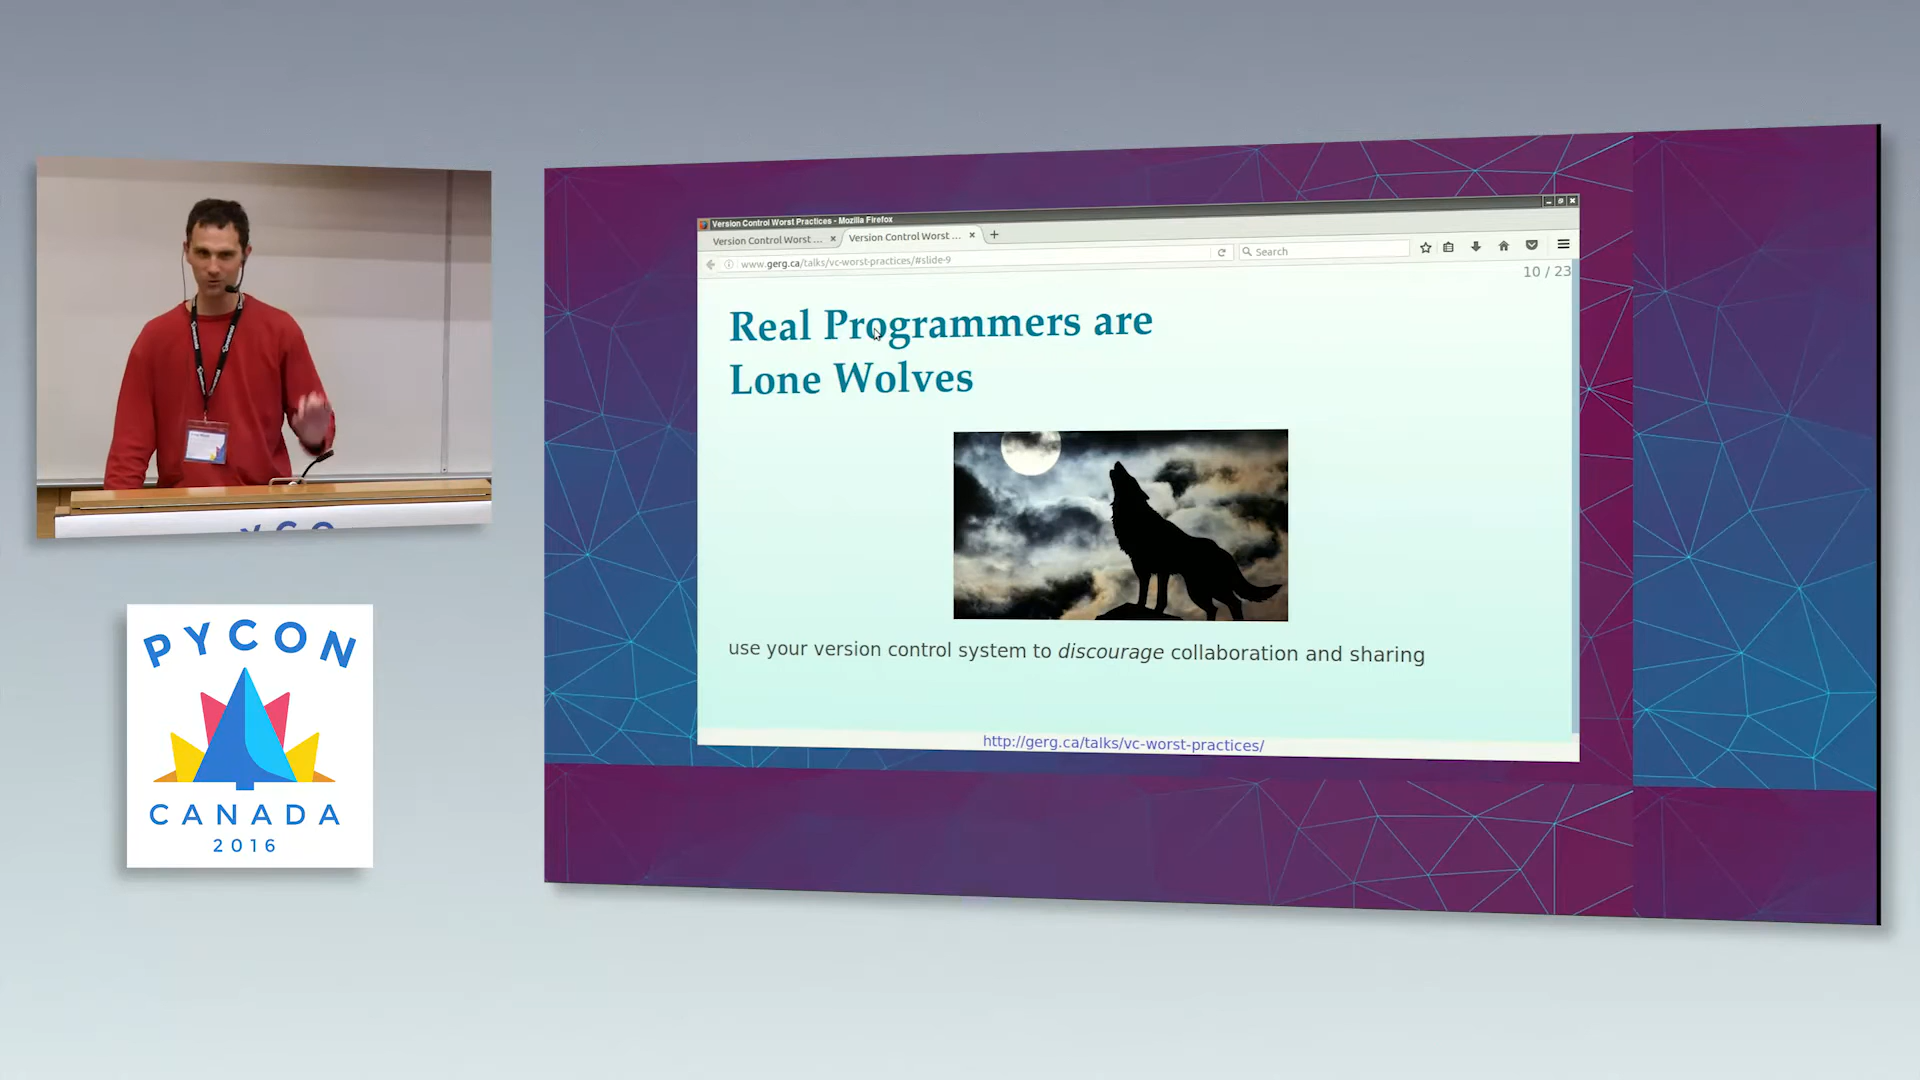 Version Control Worst Practices - Mozilla Firefox
Version Control Worst ...
Version Control Worst ...
www.gerg.ca/talks/vc-worst-practices/#slide-9
Search
10 / 23
Real Programmers are
Lone Wolves
use your version control system to discourage collaboration and sharing
http://gerg.ca/talks/vc-worst-practices/
PYCO
PYCON
CANADA
2016